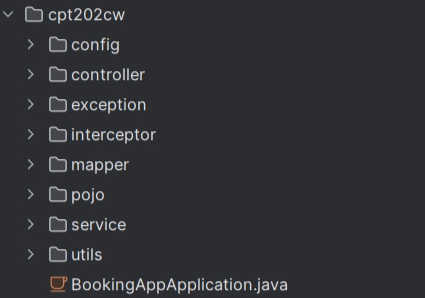 cpt202cw
config
controller
exception
interceptor
mapper
pojo
service
utils
BookingAppApplication.java